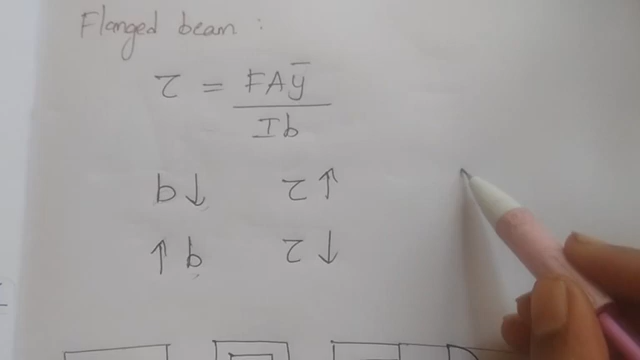 Flanged beam :
τ = FAȳ / Ib
b↓ τ↑
↑b τ↓